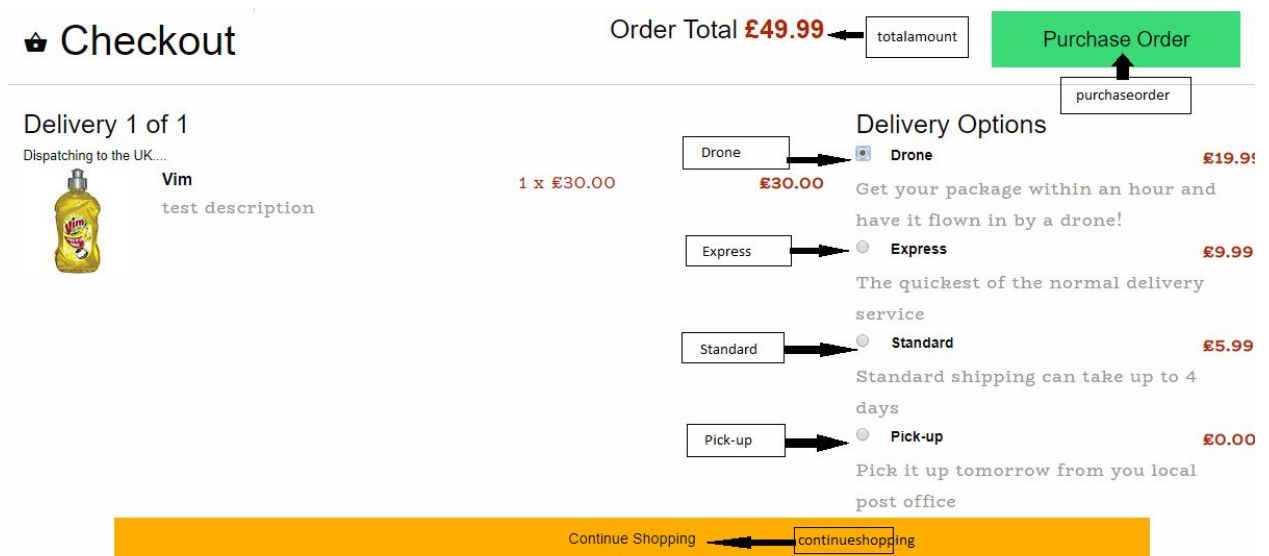 Checkout
Order Total £49.99
totalamount
Purchase Order
purchaseorder
Delivery 1 of 1
Dispatching to the UK....
Vim
test description
1 x £30.00
£30.00
Vim
Delivery Options
Drone
Drone
£19.99
Get your package within an hour and
have it flown in by a drone!
Express
Express
£9.99
The quickest of the normal delivery
service
Standard
Standard
£5.99
Standard shipping can take up to 4
days
Pick-up
Pick-up
£0.00
Pick it up tomorrow from you local
post office
Continue Shopping
continueshopping